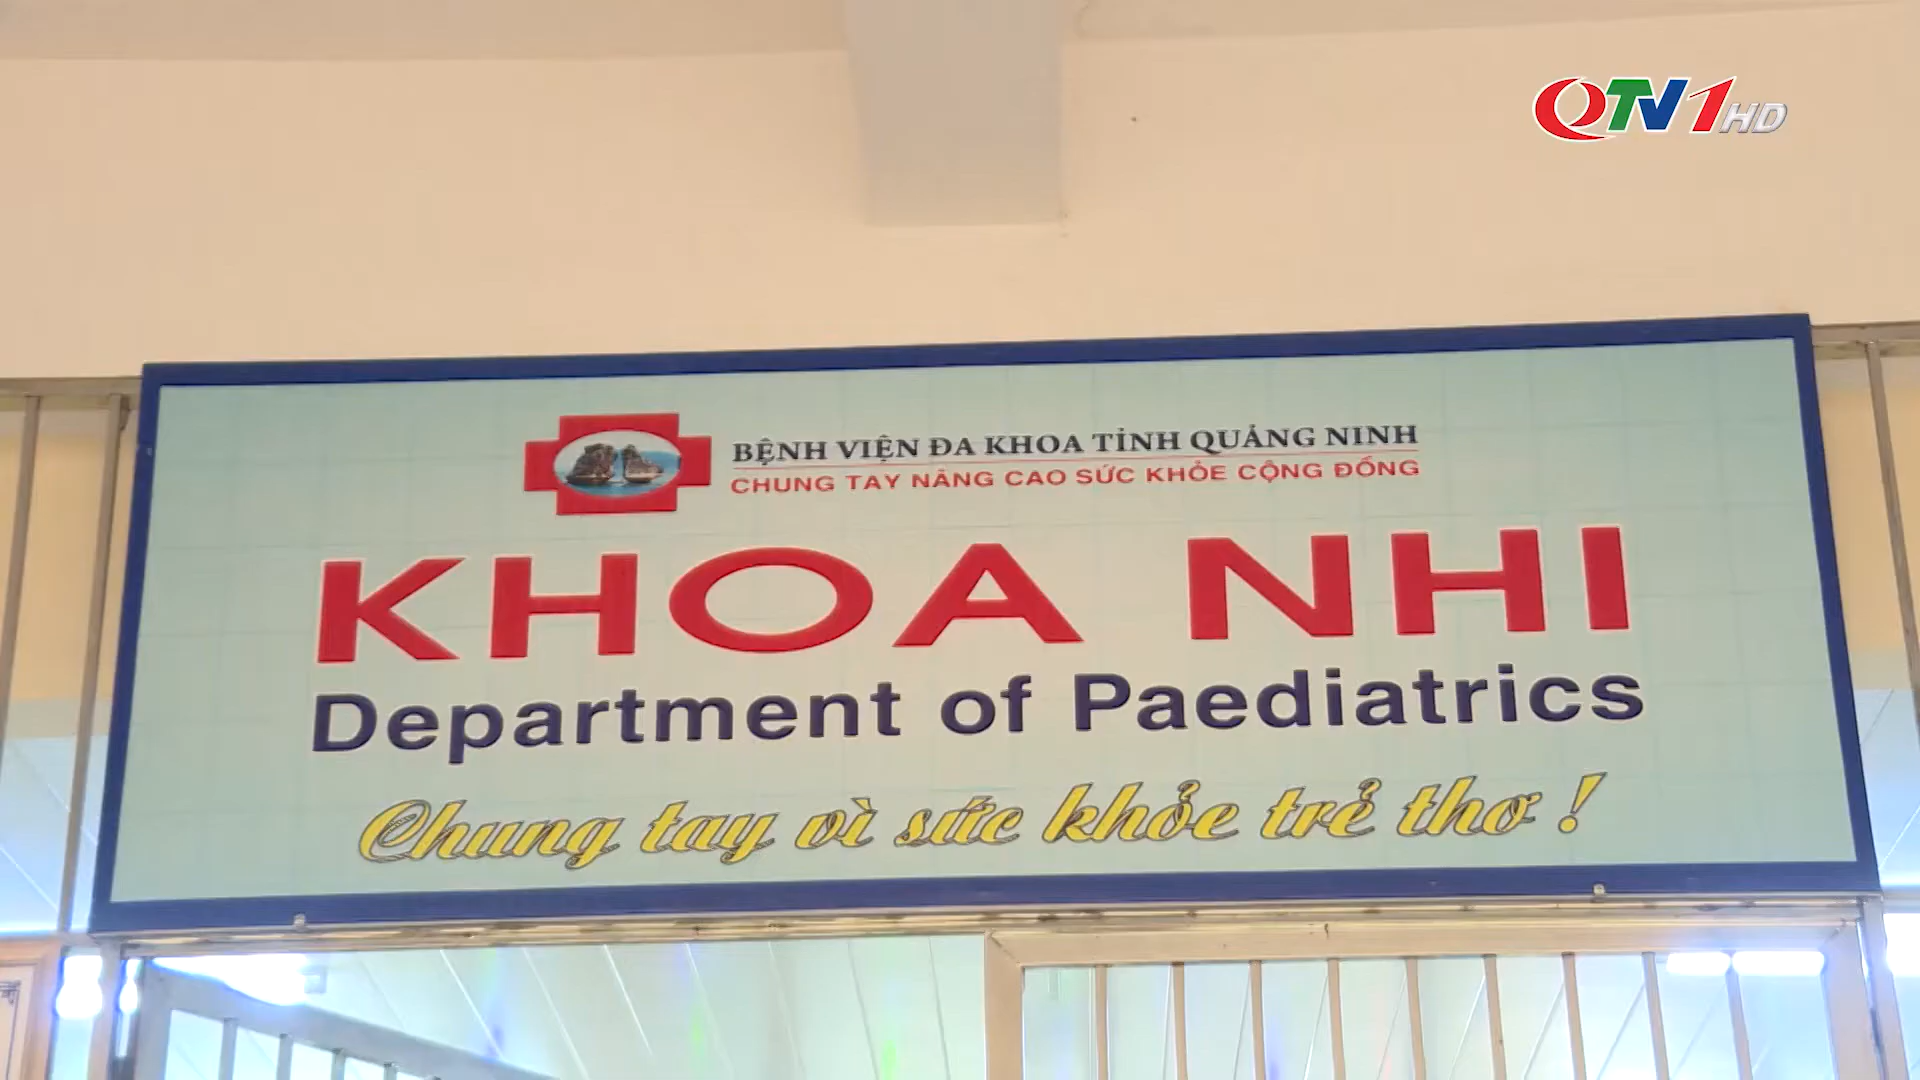 QTV1HD
BỆNH VIỆN ĐA KHOA TỈNH QUẢNG NINH
CHUNG TAY NÂNG CAO SỨC KHỎE CỘNG ĐỒNG
KHOA NHI
Department of Paediatrics
Chung tay vì sức khỏe trẻ thơ !